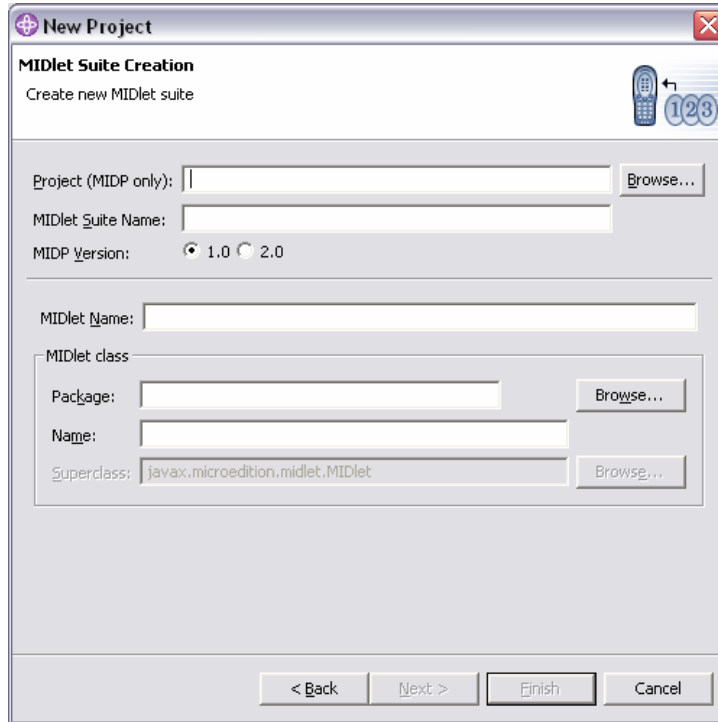 New Project
MIDlet Suite Creation
Create new MIDlet suite
123
Project (MIDP only): Browse...
MIDlet Suite Name:
MIDP Version: 1.0 2.0
MIDlet Name:
MIDlet class
Package: Browse...
Name:
Superclass: javax.microedition.midlet.MIDlet Browse...
< Back Next > Finish Cancel